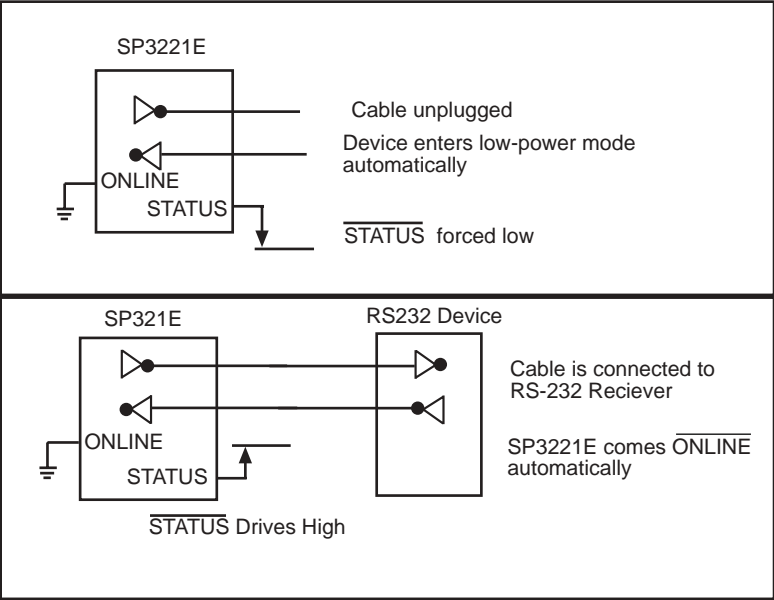 SP3221E
Cable unplugged
Device enters low-power mode
automatically
ONLINE
STATUS
STATUS forced low
SP321E
RS232 Device
Cable is connected to
RS-232 Reciever
ONLINE
SP3221E comes ONLINE
automatically
STATUS
STATUS Drives High